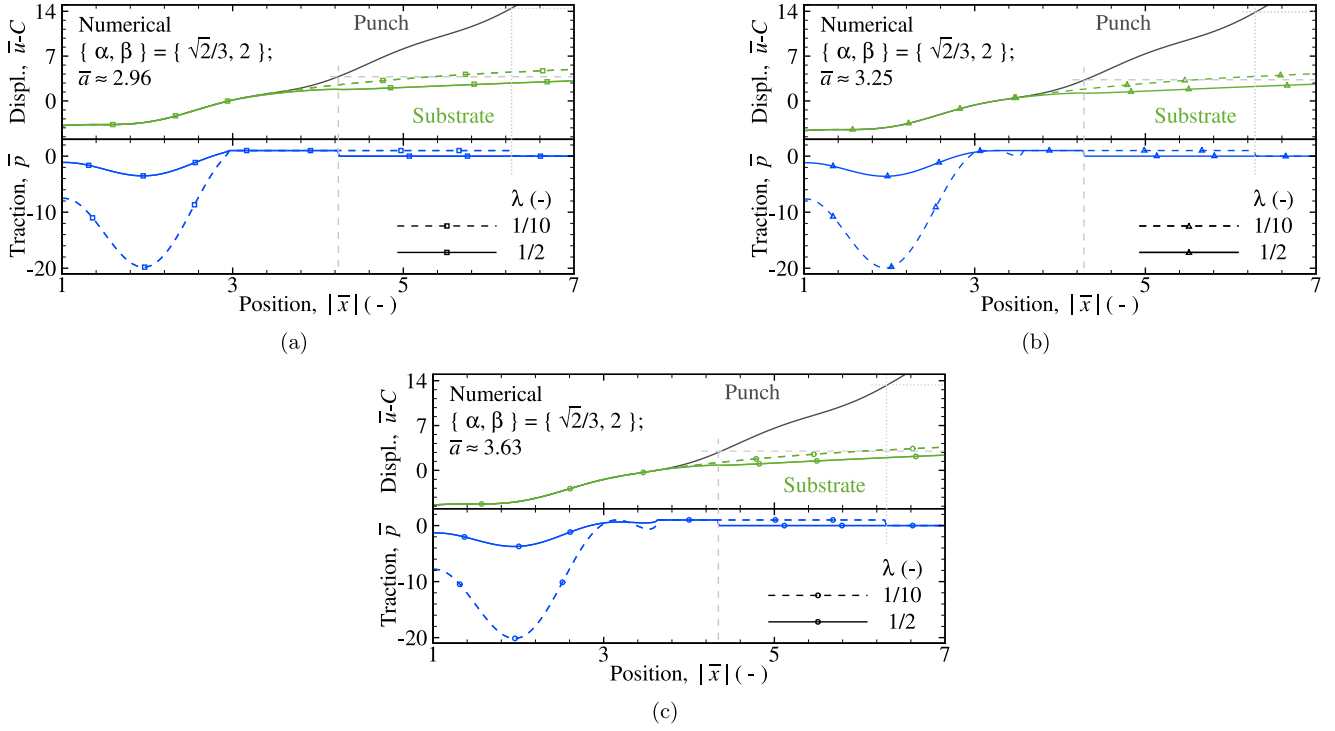 14
7
0
Displ., u̅-C
Numerical
{ α, β } = { √2/3, 2 };
a̅ ≈ 2.96
Punch
Substrate
0
-10
-20
Traction, p̅
λ (-)
1/10
1/2
1 3 5 7
Position, |x̅| ( - )
(a)
14
7
0
Displ., u̅-C
Numerical
{ α, β } = { √2/3, 2 };
a̅ ≈ 3.25
Punch
Substrate
0
-10
-20
Traction, p̅
λ (-)
1/10
1/2
1 3 5 7
Position, |x̅| ( - )
(b)
14
7
0
Displ., u̅-C
Numerical
{ α, β } = { √2/3, 2 };
a̅ ≈ 3.63
Punch
Substrate
0
-10
-20
Traction, p̅
λ (-)
1/10
1/2
1 3 5 7
Position, |x̅| ( - )
(c)